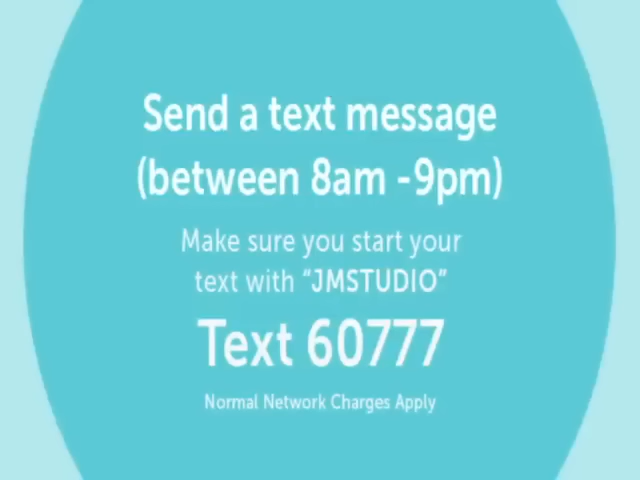 Send a text message
(between 8am -9pm)
Make sure you start your
text with “JMSTUDIO”
Text 60777
Normal Network Charges Apply